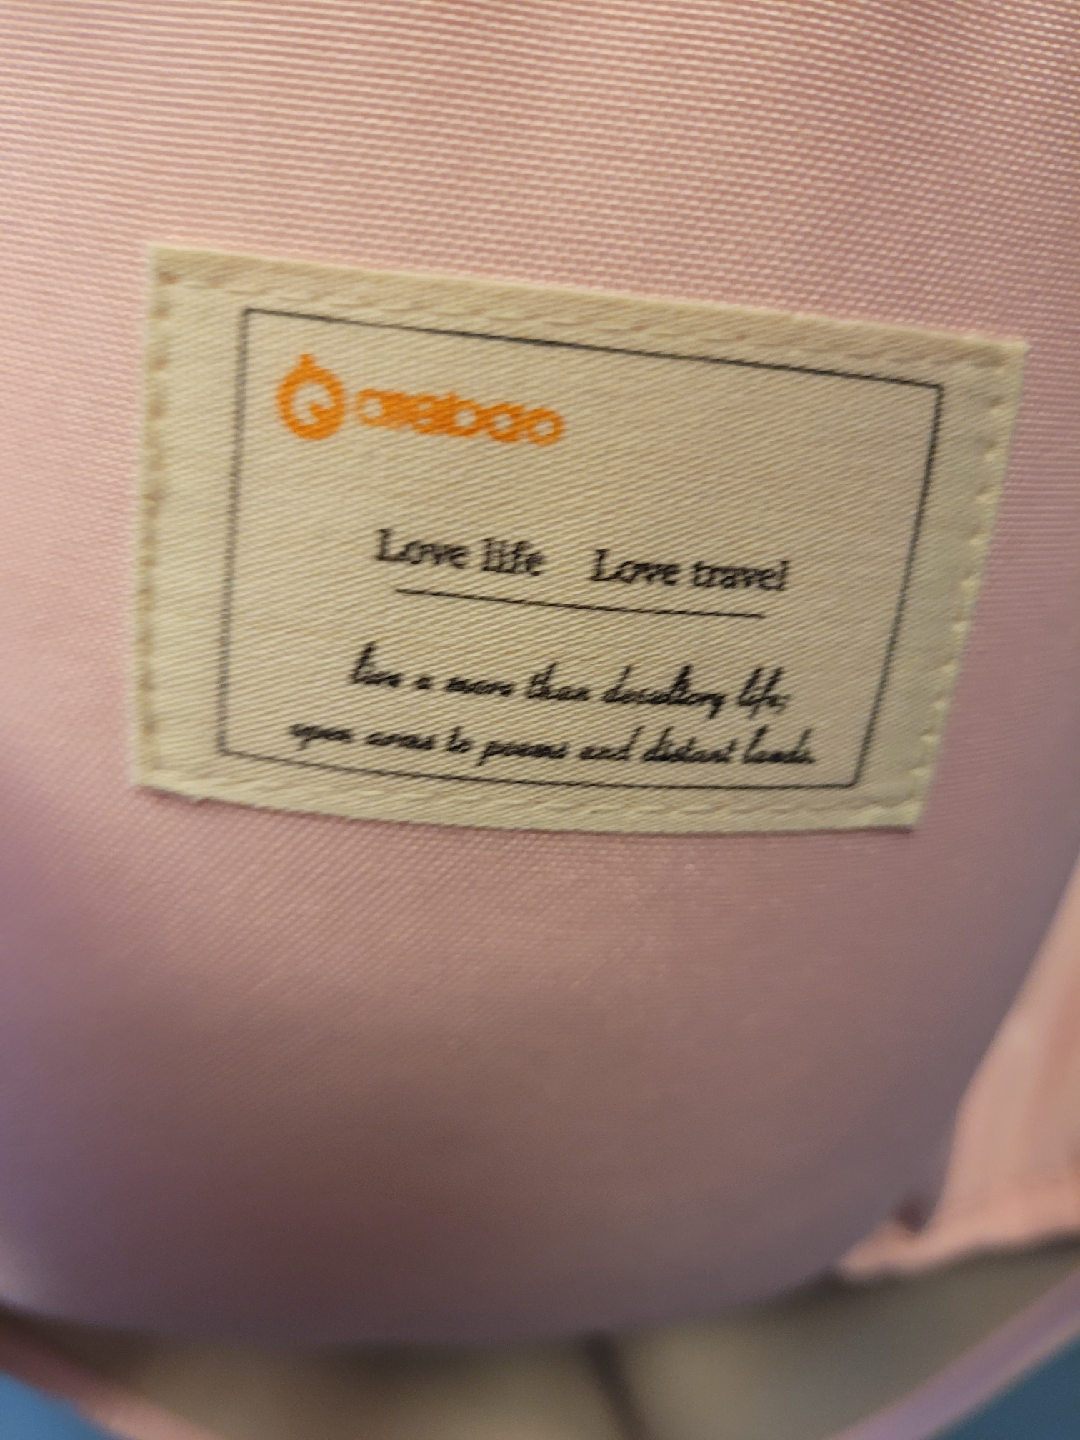 Love life Love travel
live a more than desultory life;
open arms to poems and distant lands.